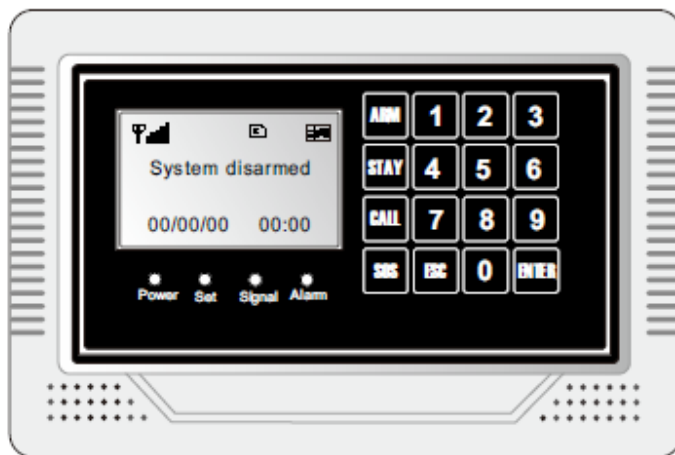 System disarmed
00/00/00 00:00
Power Set Signal Alarm
ARM 1 2 3
STAY 4 5 6
CALL 7 8 9
SOS ESC 0 ENTER